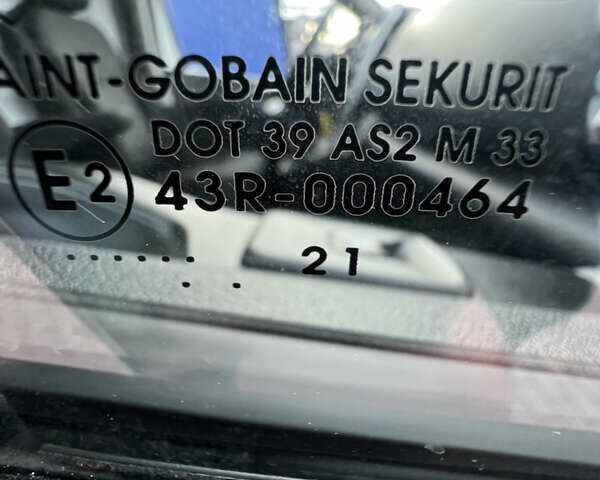 AINT-GOBAIN SEKURIT
DOT 39 AS2 M 33
E2 43R-000464
...... 21
. .